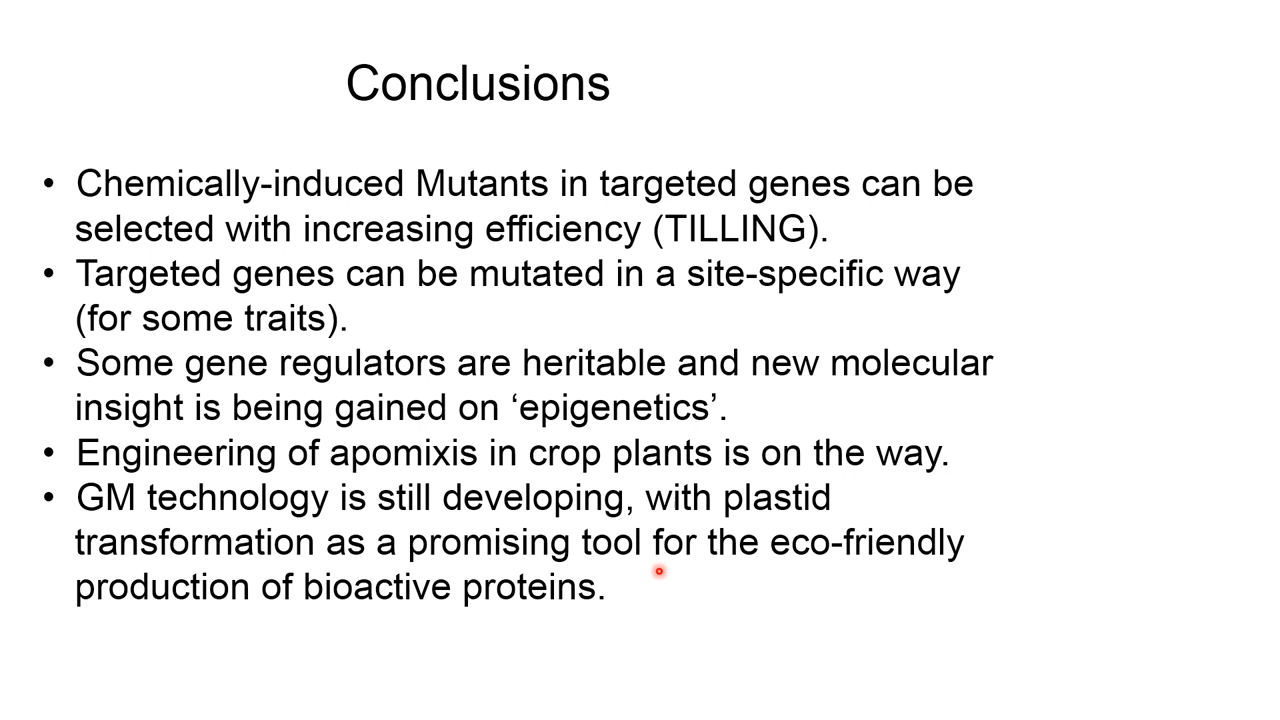 Conclusions
• Chemically-induced Mutants in targeted genes can be
selected with increasing efficiency (TILLING).
• Targeted genes can be mutated in a site-specific way
(for some traits).
• Some gene regulators are heritable and new molecular
insight is being gained on ‘epigenetics’.
• Engineering of apomixis in crop plants is on the way.
• GM technology is still developing, with plastid
transformation as a promising tool for the eco-friendly
production of bioactive proteins.